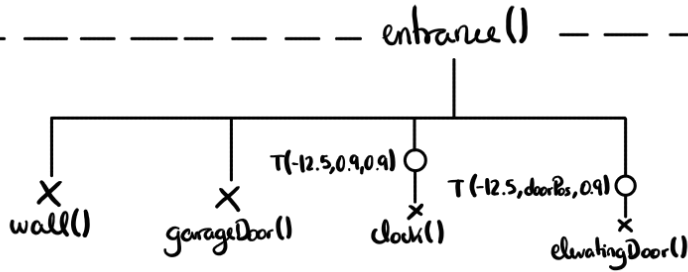 entrance()
T(-12.5,0.9,0.9)
T(-12.5,doorPos,0.9)
wall()
garageDoor()
clock()
elevatingDoor()